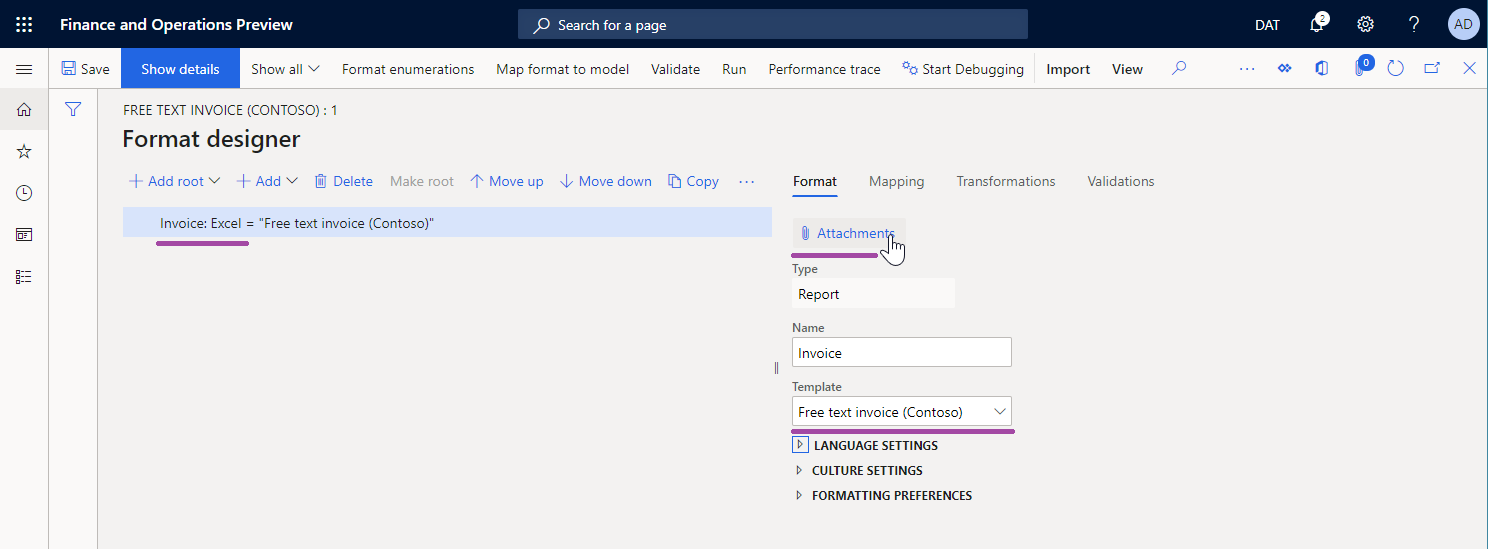 Finance and Operations Preview
Search for a page
DAT
2
?
AD
Save
Show details
Show all
Format enumerations
Map format to model
Validate
Run
Performance trace
Start Debugging
Import
View
...
0
FREE TEXT INVOICE (CONTOSO) : 1
Format designer
Add root
Add
Delete
Make root
Move up
Move down
Copy
...
Format
Mapping
Transformations
Validations
Invoice: Excel = "Free text invoice (Contoso)"
Attachments
Type
Report
Name
Invoice
Template
Free text invoice (Contoso)
LANGUAGE SETTINGS
CULTURE SETTINGS
FORMATTING PREFERENCES